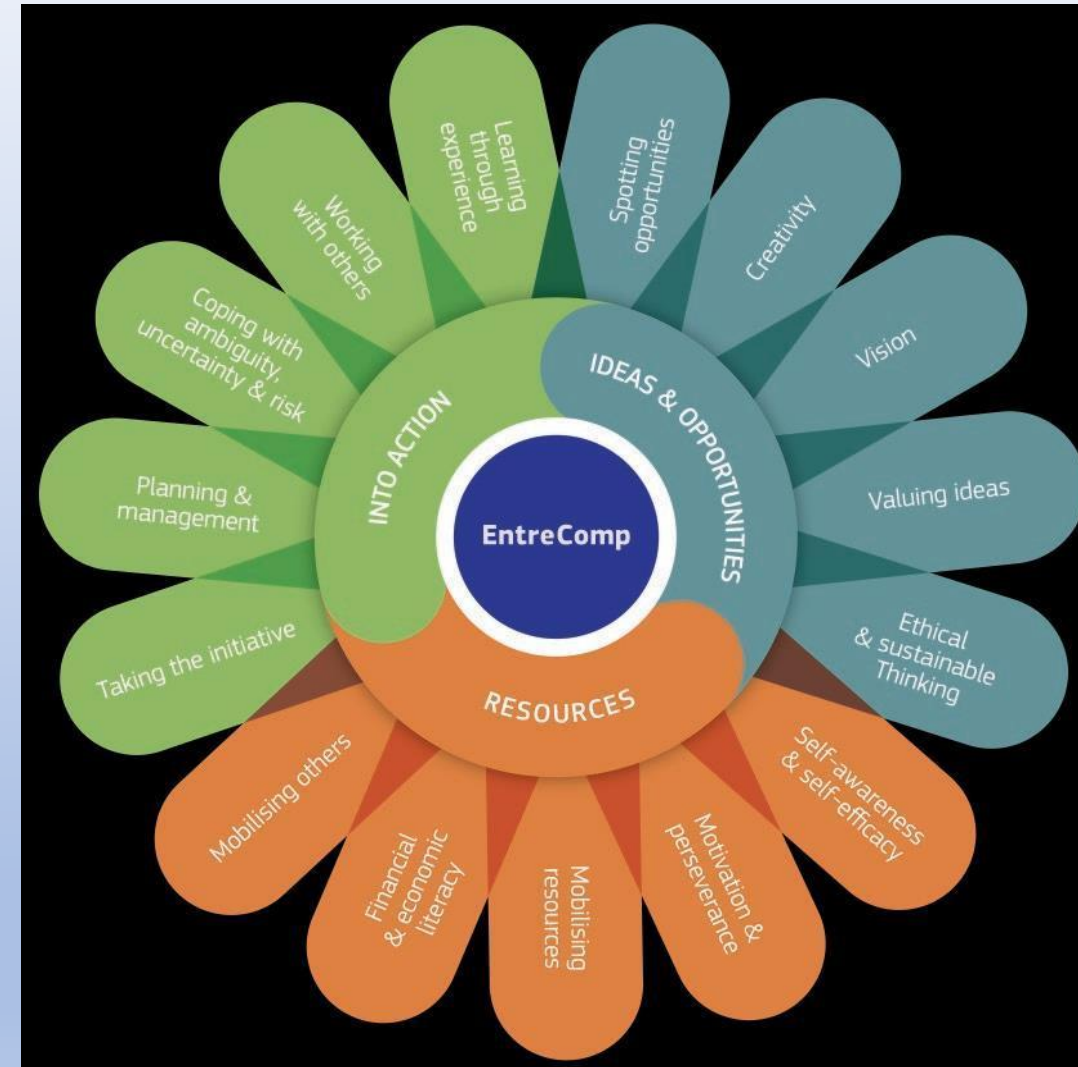 EntreComp
IDEAS & OPPORTUNITIES
Spotting
opportunities
Creativity
Vision
Valuing ideas
Ethical
& sustainable
Thinking
RESOURCES
Self-awareness
& self-efficacy
Motivation &
perseverance
Mobilising
resources
Financial
& economic
literacy
Mobilising others
INTO ACTION
Taking the initiative
Planning &
management
Coping with
ambiguity,
uncertainty & risk
Working
with others
Learning
through
experience